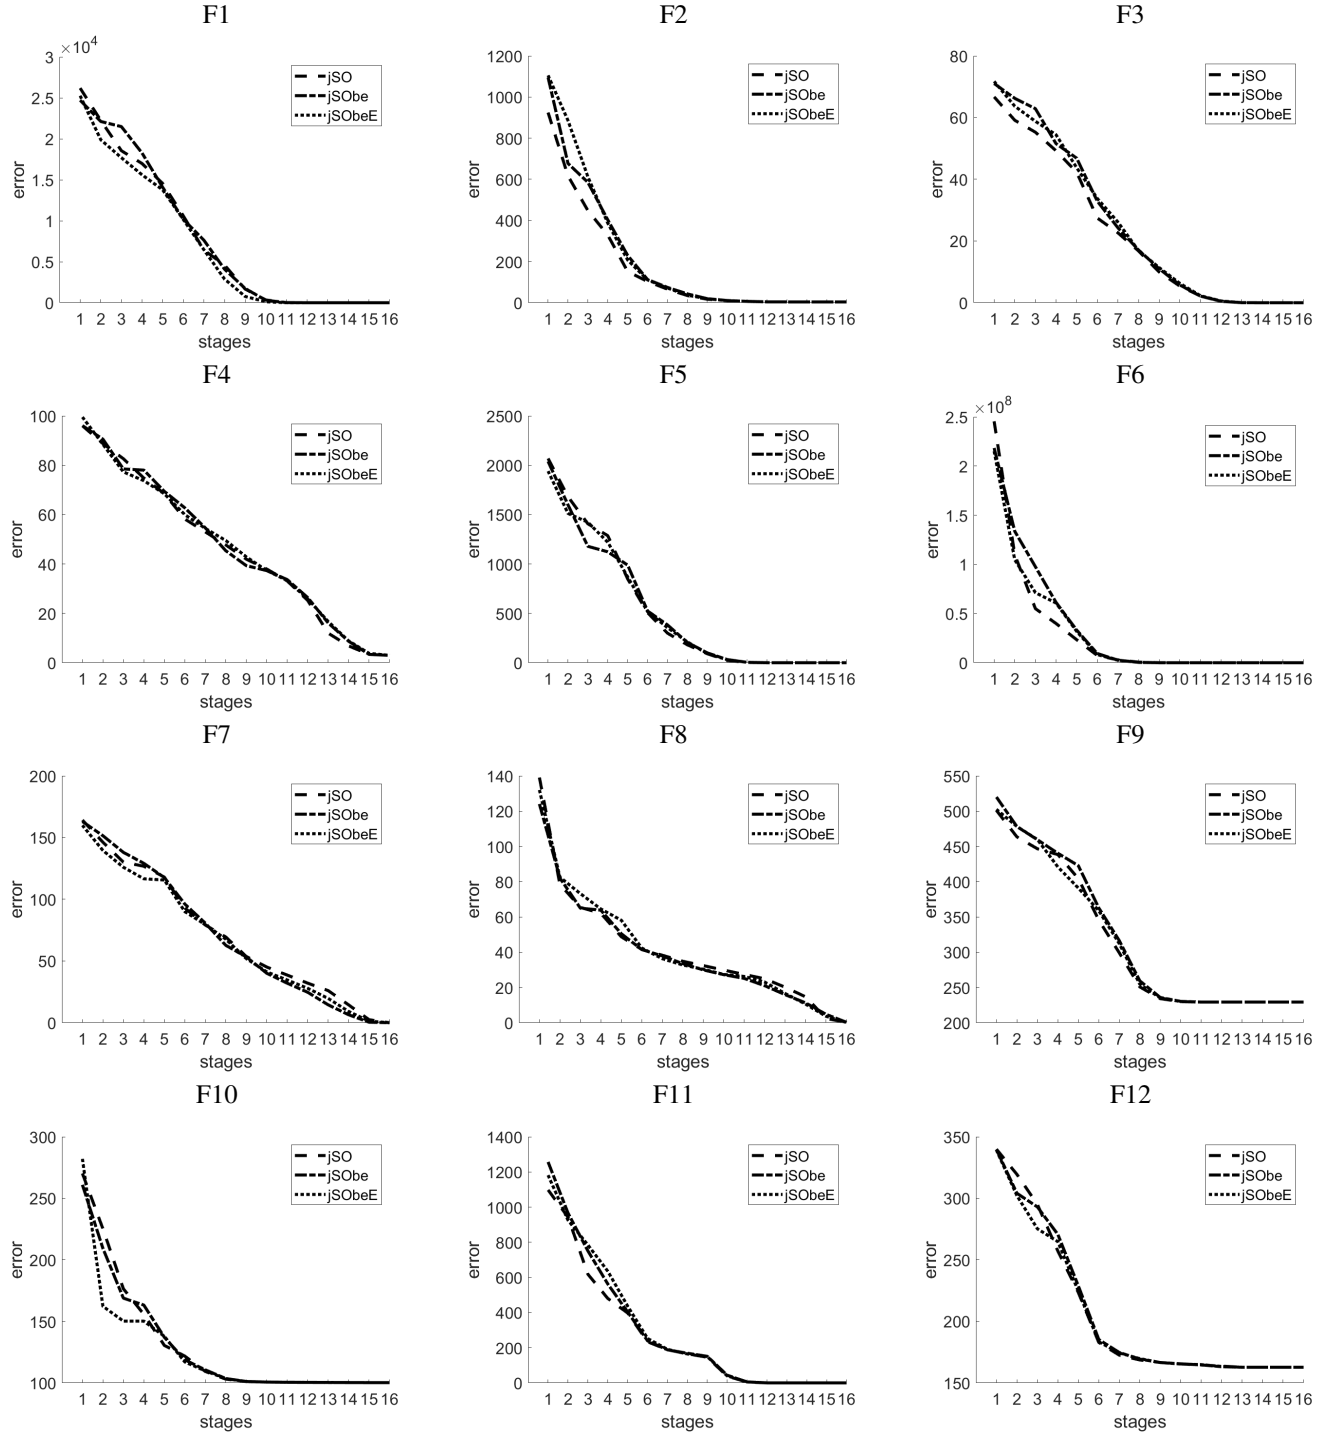 F1
×10⁴
3
2.5
2
1.5
1
0.5
0
error
1 2 3 4 5 6 7 8 9 10 11 12 13 14 15 16
stages
jSO
jSObe
jSObeE
F2
1200
1000
800
600
400
200
0
error
1 2 3 4 5 6 7 8 9 10 11 12 13 14 15 16
stages
jSO
jSObe
jSObeE
F3
80
60
40
20
0
error
1 2 3 4 5 6 7 8 9 10 11 12 13 14 15 16
stages
jSO
jSObe
jSObeE
F4
100
80
60
40
20
0
error
1 2 3 4 5 6 7 8 9 10 11 12 13 14 15 16
stages
jSO
jSObe
jSObeE
F5
2500
2000
1500
1000
500
0
error
1 2 3 4 5 6 7 8 9 10 11 12 13 14 15 16
stages
jSO
jSObe
jSObeE
F6
×10⁸
2.5
2
1.5
1
0.5
0
error
1 2 3 4 5 6 7 8 9 10 11 12 13 14 15 16
stages
jSO
jSObe
jSObeE
F7
200
150
100
50
0
error
1 2 3 4 5 6 7 8 9 10 11 12 13 14 15 16
stages
jSO
jSObe
jSObeE
F8
140
120
100
80
60
40
20
0
error
1 2 3 4 5 6 7 8 9 10 11 12 13 14 15 16
stages
jSO
jSObe
jSObeE
F9
550
500
450
400
350
300
250
200
error
1 2 3 4 5 6 7 8 9 10 11 12 13 14 15 16
stages
jSO
jSObe
jSObeE
F10
300
250
200
150
100
error
1 2 3 4 5 6 7 8 9 10 11 12 13 14 15 16
stages
jSO
jSObe
jSObeE
F11
1400
1200
1000
800
600
400
200
0
error
1 2 3 4 5 6 7 8 9 10 11 12 13 14 15 16
stages
jSO
jSObe
jSObeE
F12
350
300
250
200
150
error
1 2 3 4 5 6 7 8 9 10 11 12 13 14 15 16
stages
jSO
jSObe
jSObeE